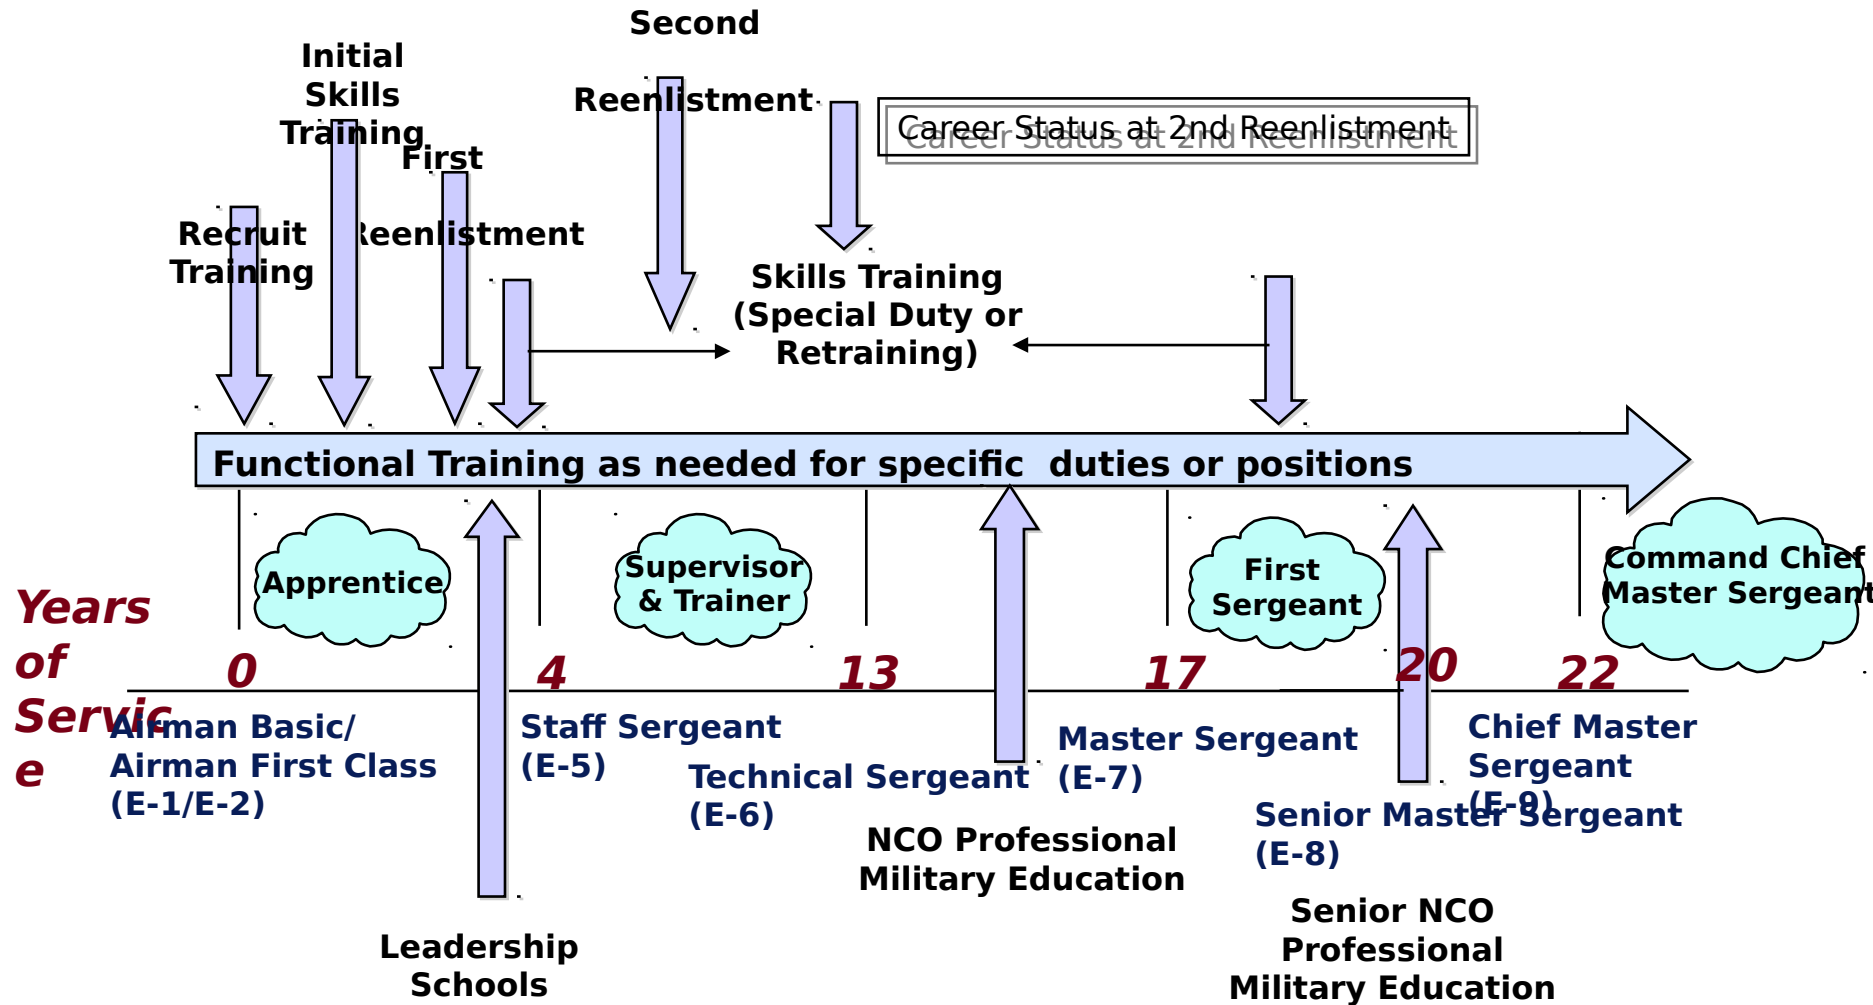 Second
Reenlistment
Initial
Skills
Training
First
Reenlistment
Recruit
Training
Career Status at 2nd Reenlistment
Skills Training
(Special Duty or
Retraining)
Functional Training as needed for specific  duties or positions
Apprentice
Supervisor
& Trainer
First
Sergeant
Command Chief
Master Sergeant
Years
of
Servic
e
0
4
13
17
20
22
Airman Basic/
Airman First Class
(E-1/E-2)
Staff Sergeant
(E-5)
Technical Sergeant
(E-6)
Master Sergeant
(E-7)
Chief Master
Sergeant
(E-9)
Senior Master Sergeant
(E-8)
NCO Professional
Military Education
Leadership
Schools
Senior NCO
Professional
Military Education